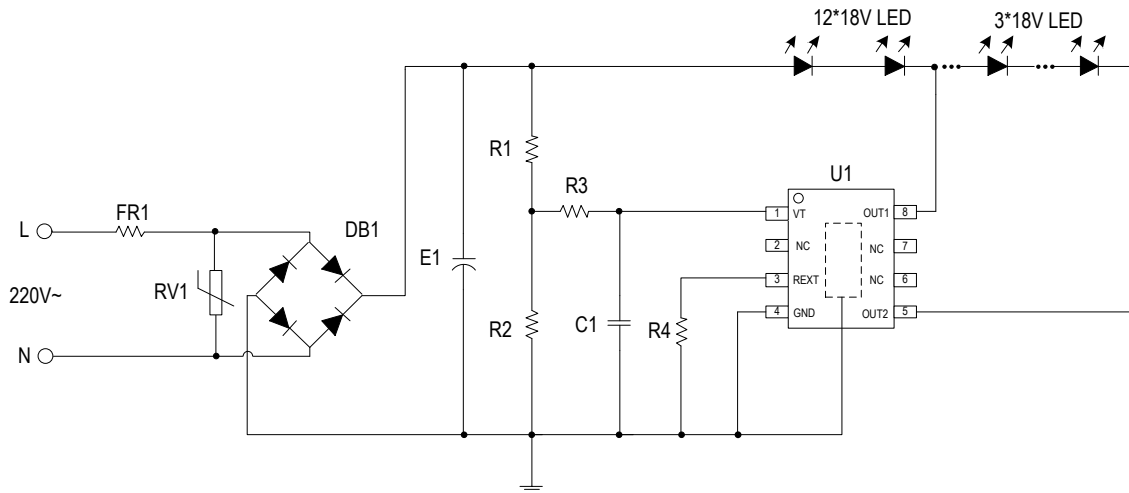 12*18V LED
3*18V LED
R1
R3
U1
1
VT
OUT1
8
FR1
L
DB1
E1
2
NC
NC
7
220V~
RV1
3
REXT
NC
6
R2
C1
R4
4
GND
OUT2
5
N